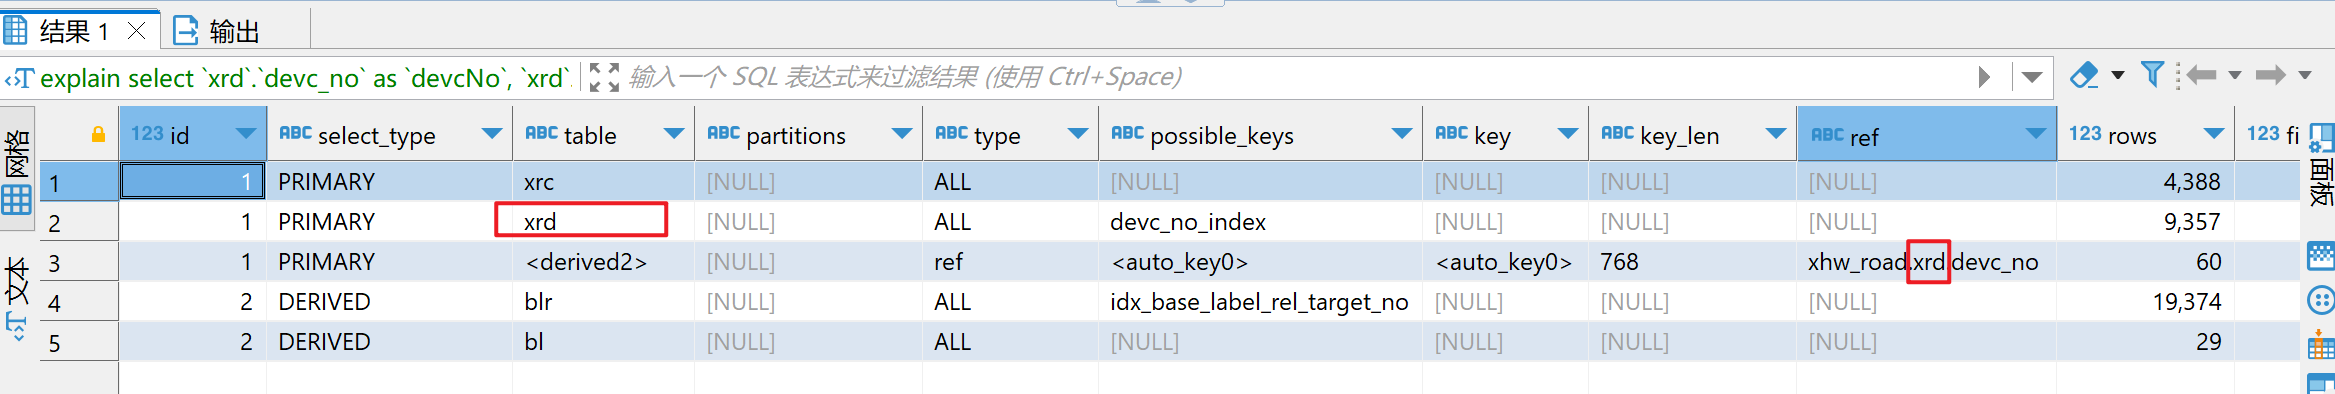 结果 1 输出
explain select `xrd`.`devc_no` as `devcNo`, `xrd`. 输入一个 SQL 表达式来过滤结果 (使用 Ctrl+Space)
网格
文本
面板
123 id ABC select_type ABC table ABC partitions ABC type ABC possible_keys ABC key ABC key_len ABC ref 123 rows 123 fi
1 1 PRIMARY xrc [NULL] ALL [NULL] [NULL] [NULL] [NULL] 4,388
2 1 PRIMARY xrd [NULL] ALL devc_no_index [NULL] [NULL] [NULL] 9,357
3 1 PRIMARY <derived2> [NULL] ref <auto_key0> <auto_key0> 768 xhw_road.xrd.devc_no 60
4 2 DERIVED blr [NULL] ALL idx_base_label_rel_target_no [NULL] [NULL] [NULL] 19,374
5 2 DERIVED bl [NULL] ALL [NULL] [NULL] [NULL] [NULL] 29